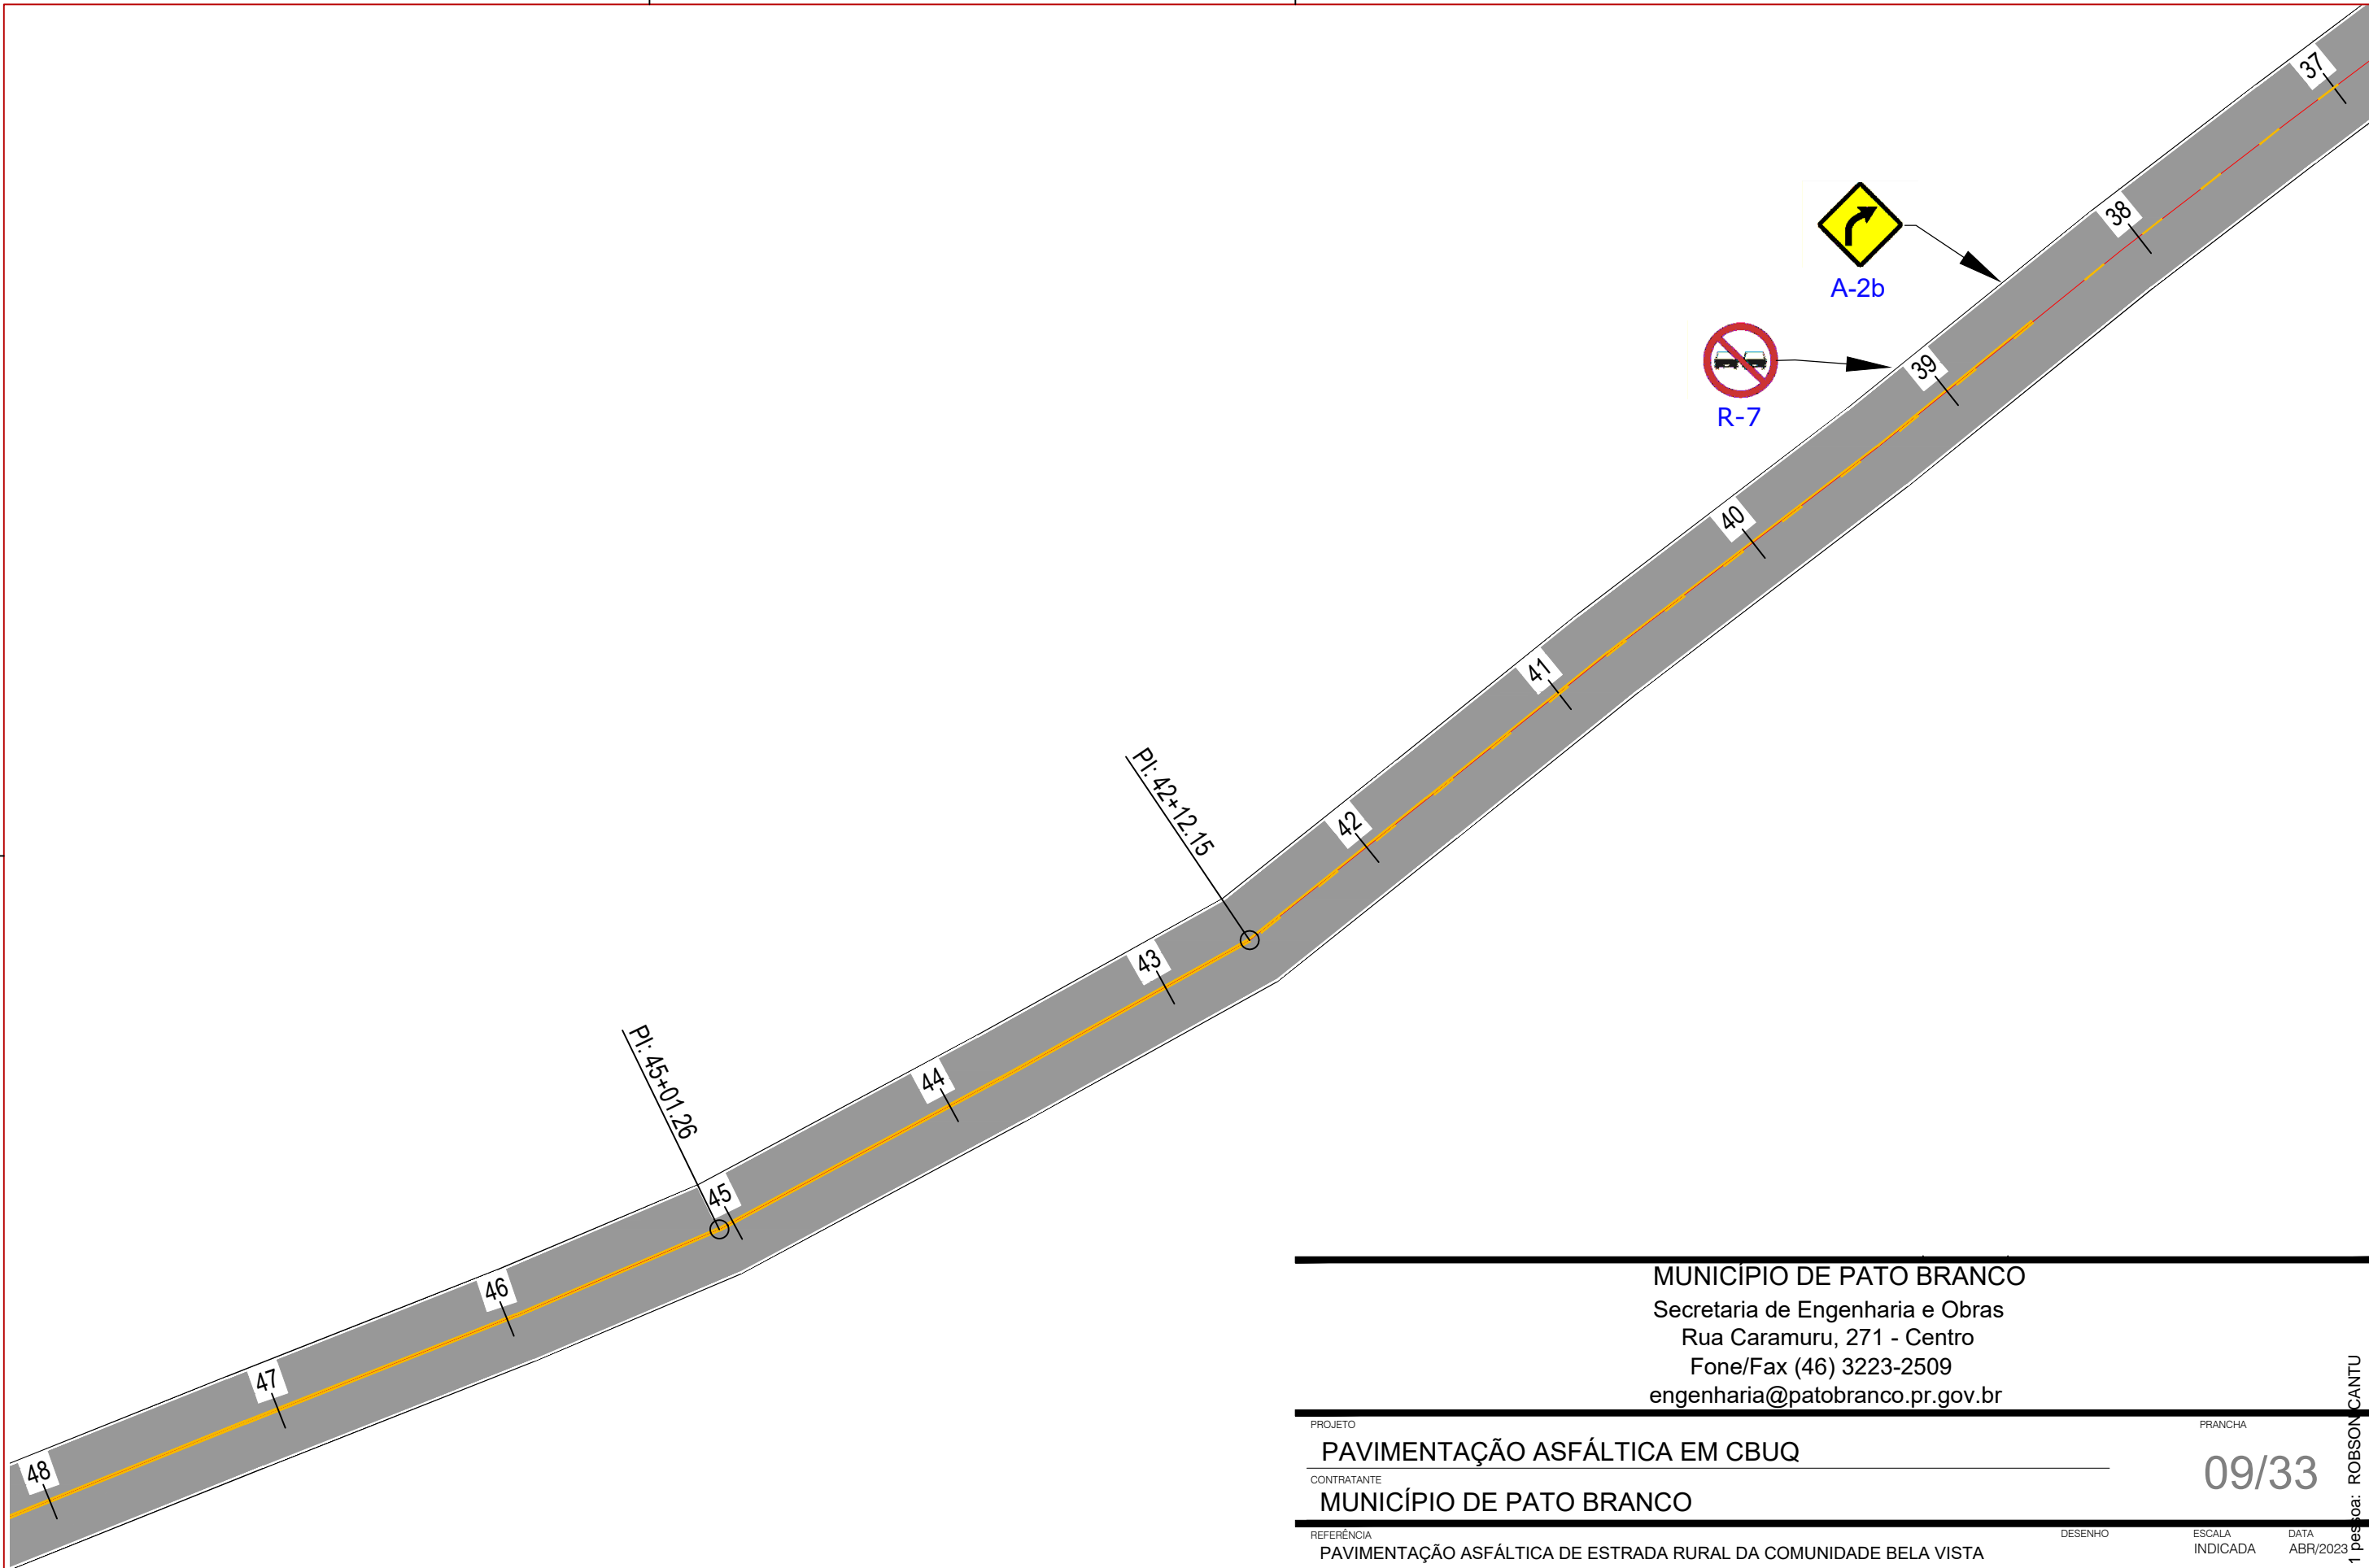 37
38
A-2b
39
R-7
40
41
PI: 42+12.15
42
43
PI: 45+01.26
44
45
46
47
48
MUNICÍPIO DE PATO BRANCO
Secretaria de Engenharia e Obras
Rua Caramuru, 271 - Centro
Fone/Fax (46) 3223-2509
engenharia@patobranco.pr.gov.br
PROJETO
PAVIMENTAÇÃO ASFÁLTICA EM CBUQ
PRANCHA
09/33
CONTRATANTE
MUNICÍPIO DE PATO BRANCO
REFERÊNCIA
PAVIMENTAÇÃO ASFÁLTICA DE ESTRADA RURAL DA COMUNIDADE BELA VISTA
DESENHO
ESCALA
INDICADA
DATA
ABR/2023
1 pessoa: ROBSON CANTU